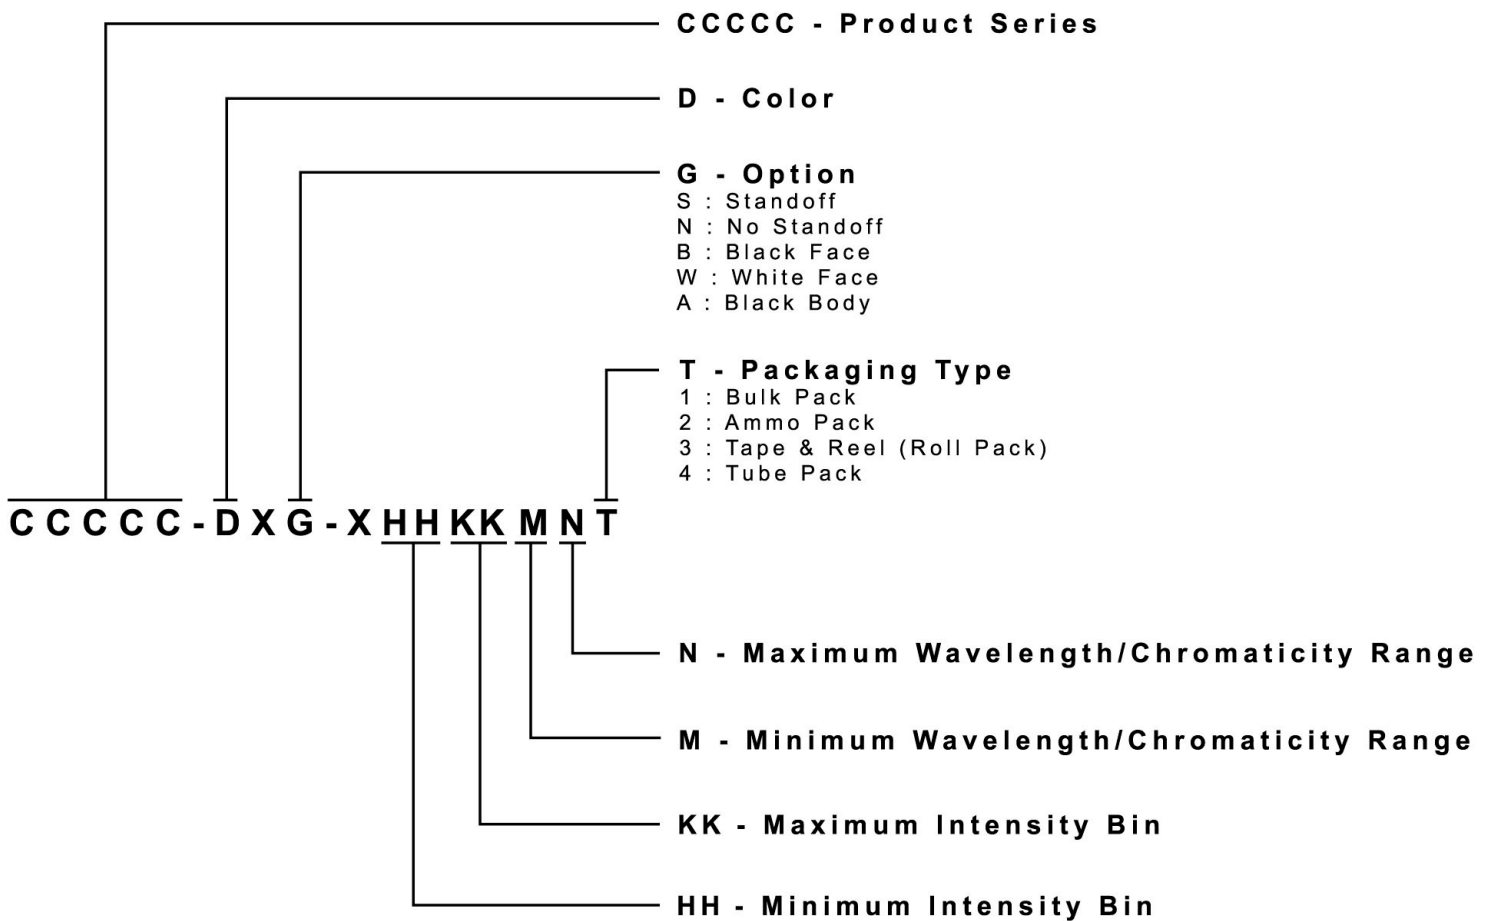 CCCCC - Product Series
D - Color
G - Option
S : Standoff
N : No Standoff
B : Black Face
W : White Face
A : Black Body
T - Packaging Type
1 : Bulk Pack
2 : Ammo Pack
3 : Tape & Reel (Roll Pack)
4 : Tube Pack
CCCCC-DXG-XHHKKMNT
N - Maximum Wavelength/Chromaticity Range
M - Minimum Wavelength/Chromaticity Range
KK - Maximum Intensity Bin
HH - Minimum Intensity Bin